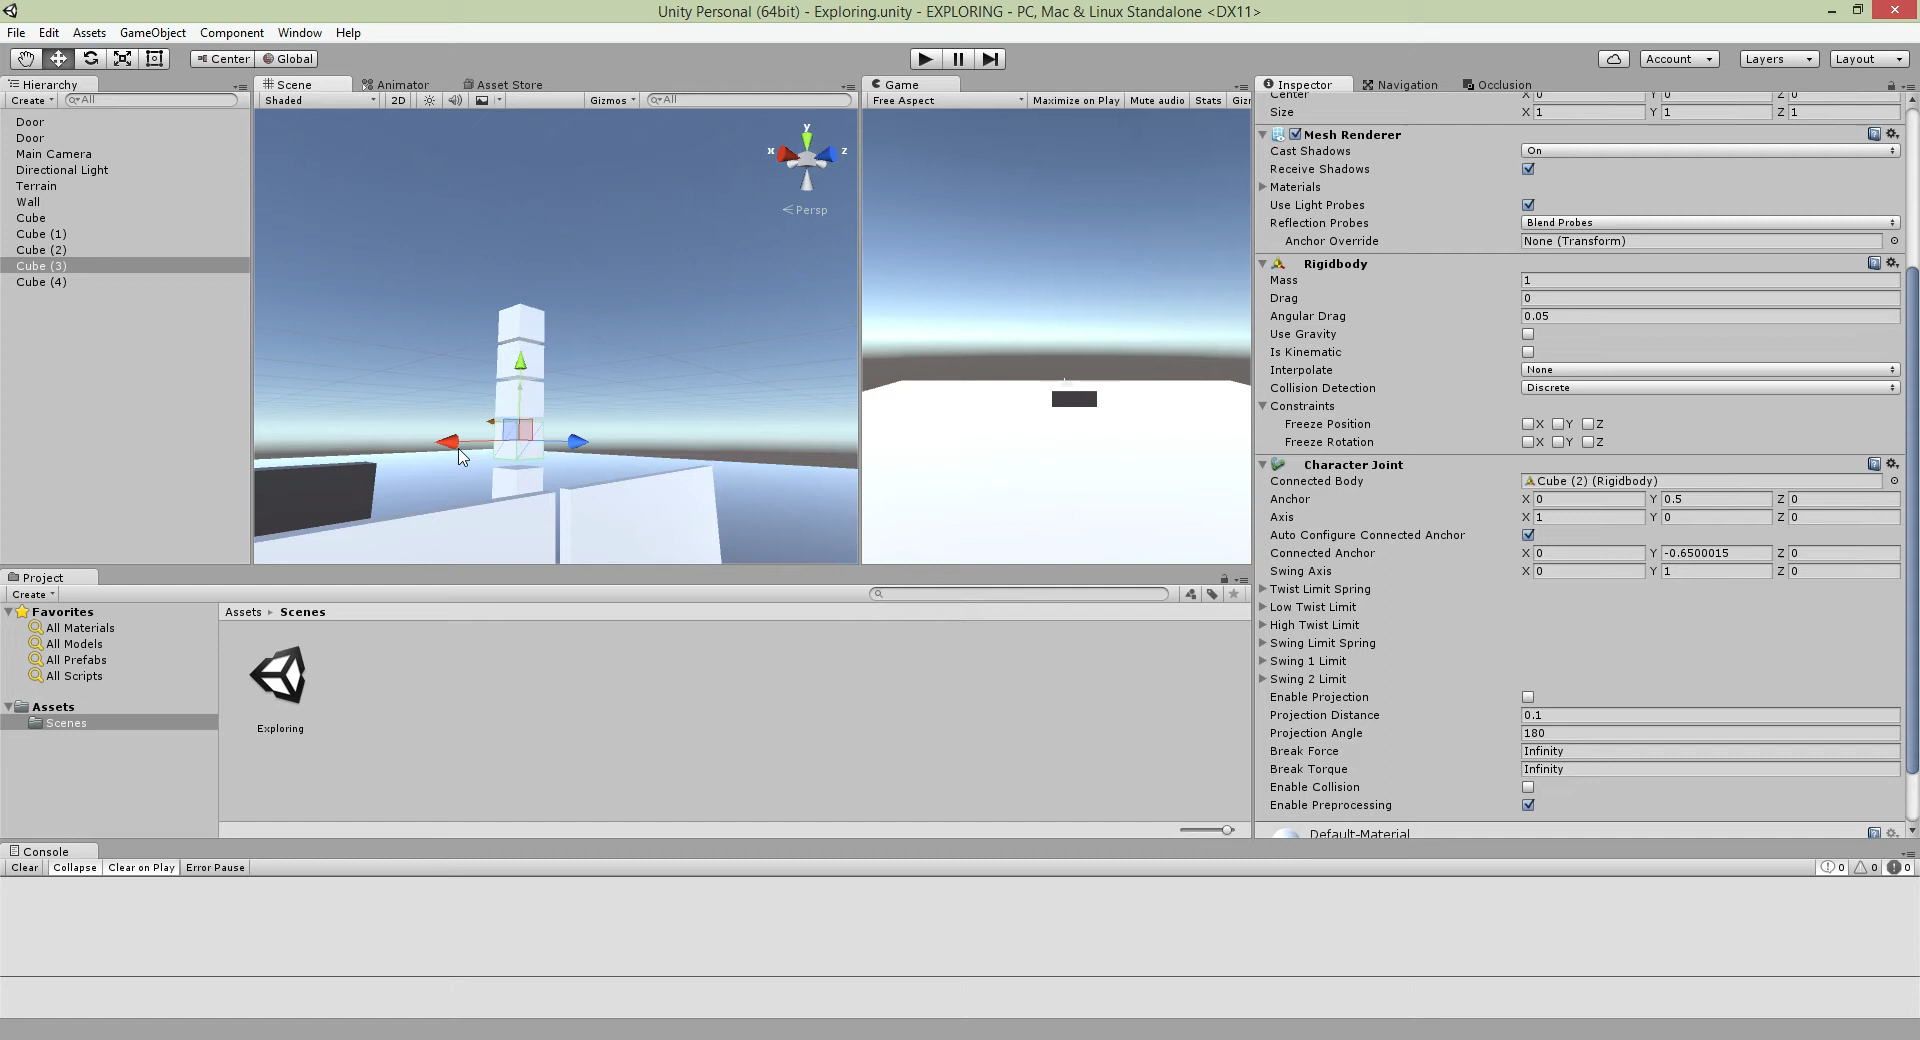 Unity Personal (64bit) - Exploring.unity - EXPLORING - PC, Mac & Linux Standalone <DX11>
File Edit Assets GameObject Component Window Help
Center Global Account Layers Layout
Hierarchy
Create All
Door
Door
Main Camera
Directional Light
Terrain
Wall
Cube
Cube (1)
Cube (2)
Cube (3)
Cube (4)
Scene Animator Asset Store
Shaded 2D Gizmos All
y
x z
Persp
Game
Free Aspect Maximize on Play Mute audio Stats Giz
Inspector Navigation Occlusion
Center X 0 Y 0 Z 0
Size X 1 Y 1 Z 1
Mesh Renderer
Cast Shadows On
Receive Shadows
Materials
Use Light Probes
Reflection Probes Blend Probes
Anchor Override None (Transform)
Rigidbody
Mass 1
Drag 0
Angular Drag 0.05
Use Gravity
Is Kinematic
Interpolate None
Collision Detection Discrete
Constraints
Freeze Position X Y Z
Freeze Rotation X Y Z
Character Joint
Connected Body Cube (2) (Rigidbody)
Anchor X 0 Y 0.5 Z 0
Axis X 1 Y 0 Z 0
Auto Configure Connected Anchor
Connected Anchor X 0 Y -0.6500015 Z 0
Swing Axis X 0 Y 1 Z 0
Twist Limit Spring
Low Twist Limit
High Twist Limit
Swing Limit Spring
Swing 1 Limit
Swing 2 Limit
Enable Projection
Projection Distance 0.1
Projection Angle 180
Break Force Infinity
Break Torque Infinity
Enable Collision
Enable Preprocessing
Default-Material
Project
Create
Favorites
All Materials
All Models
All Prefabs
All Scripts
Assets
Scenes
Assets Scenes
Exploring
Console
Clear Collapse Clear on Play Error Pause 0 0 0